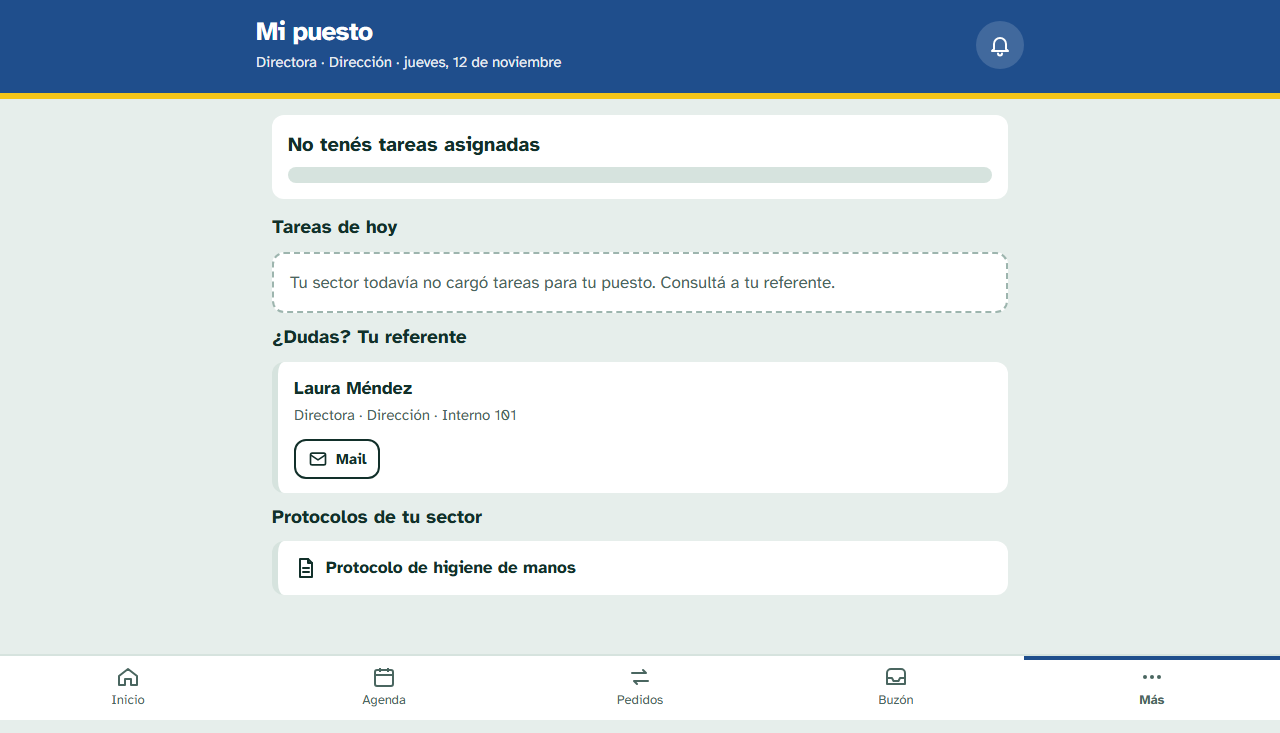 Mi puesto
Directora · Dirección · jueves, 12 de noviembre
No tenés tareas asignadas
Tareas de hoy
Tu sector todavía no cargó tareas para tu puesto. Consultá a tu referente.
¿Dudas? Tu referente
Laura Méndez
Directora · Dirección · Interno 101
Mail
Protocolos de tu sector
Protocolo de higiene de manos
Inicio
Agenda
Pedidos
Buzón
Más